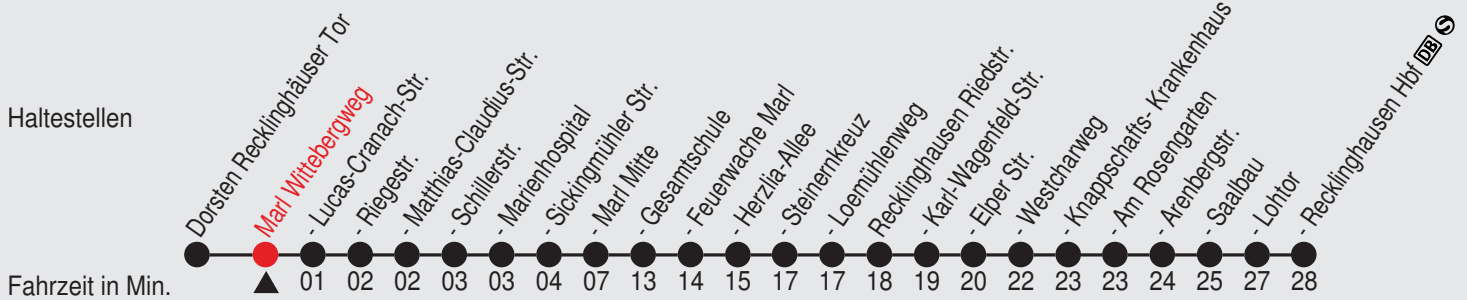 Haltestellen
Dorsten Recklinghäuser Tor
Marl Wittebergweg
- Lucas-Cranach-Str.
- Riegestr.
- Matthias-Claudius-Str.
- Schillerstr.
- Marienhospital
- Sickingmühler Str.
- Marl Mitte
- Gesamtschule
- Feuerwache Marl
- Herzlia-Allee
- Steinernkreuz
- Loemühlenweg
Recklinghausen Riedstr.
- Karl-Wagenfeld-Str.
- Elper Str.
- Westcharweg
- Knappschafts- Krankenhaus
- Am Rosengarten
- Arenbergstr.
- Saalbau
- Lohtor
- Recklinghausen Hbf DB S
Fahrzeit in Min. 01 02 02 03 03 04 07 13 14 15 17 17 18 19 20 22 23 23 24 25 27 28